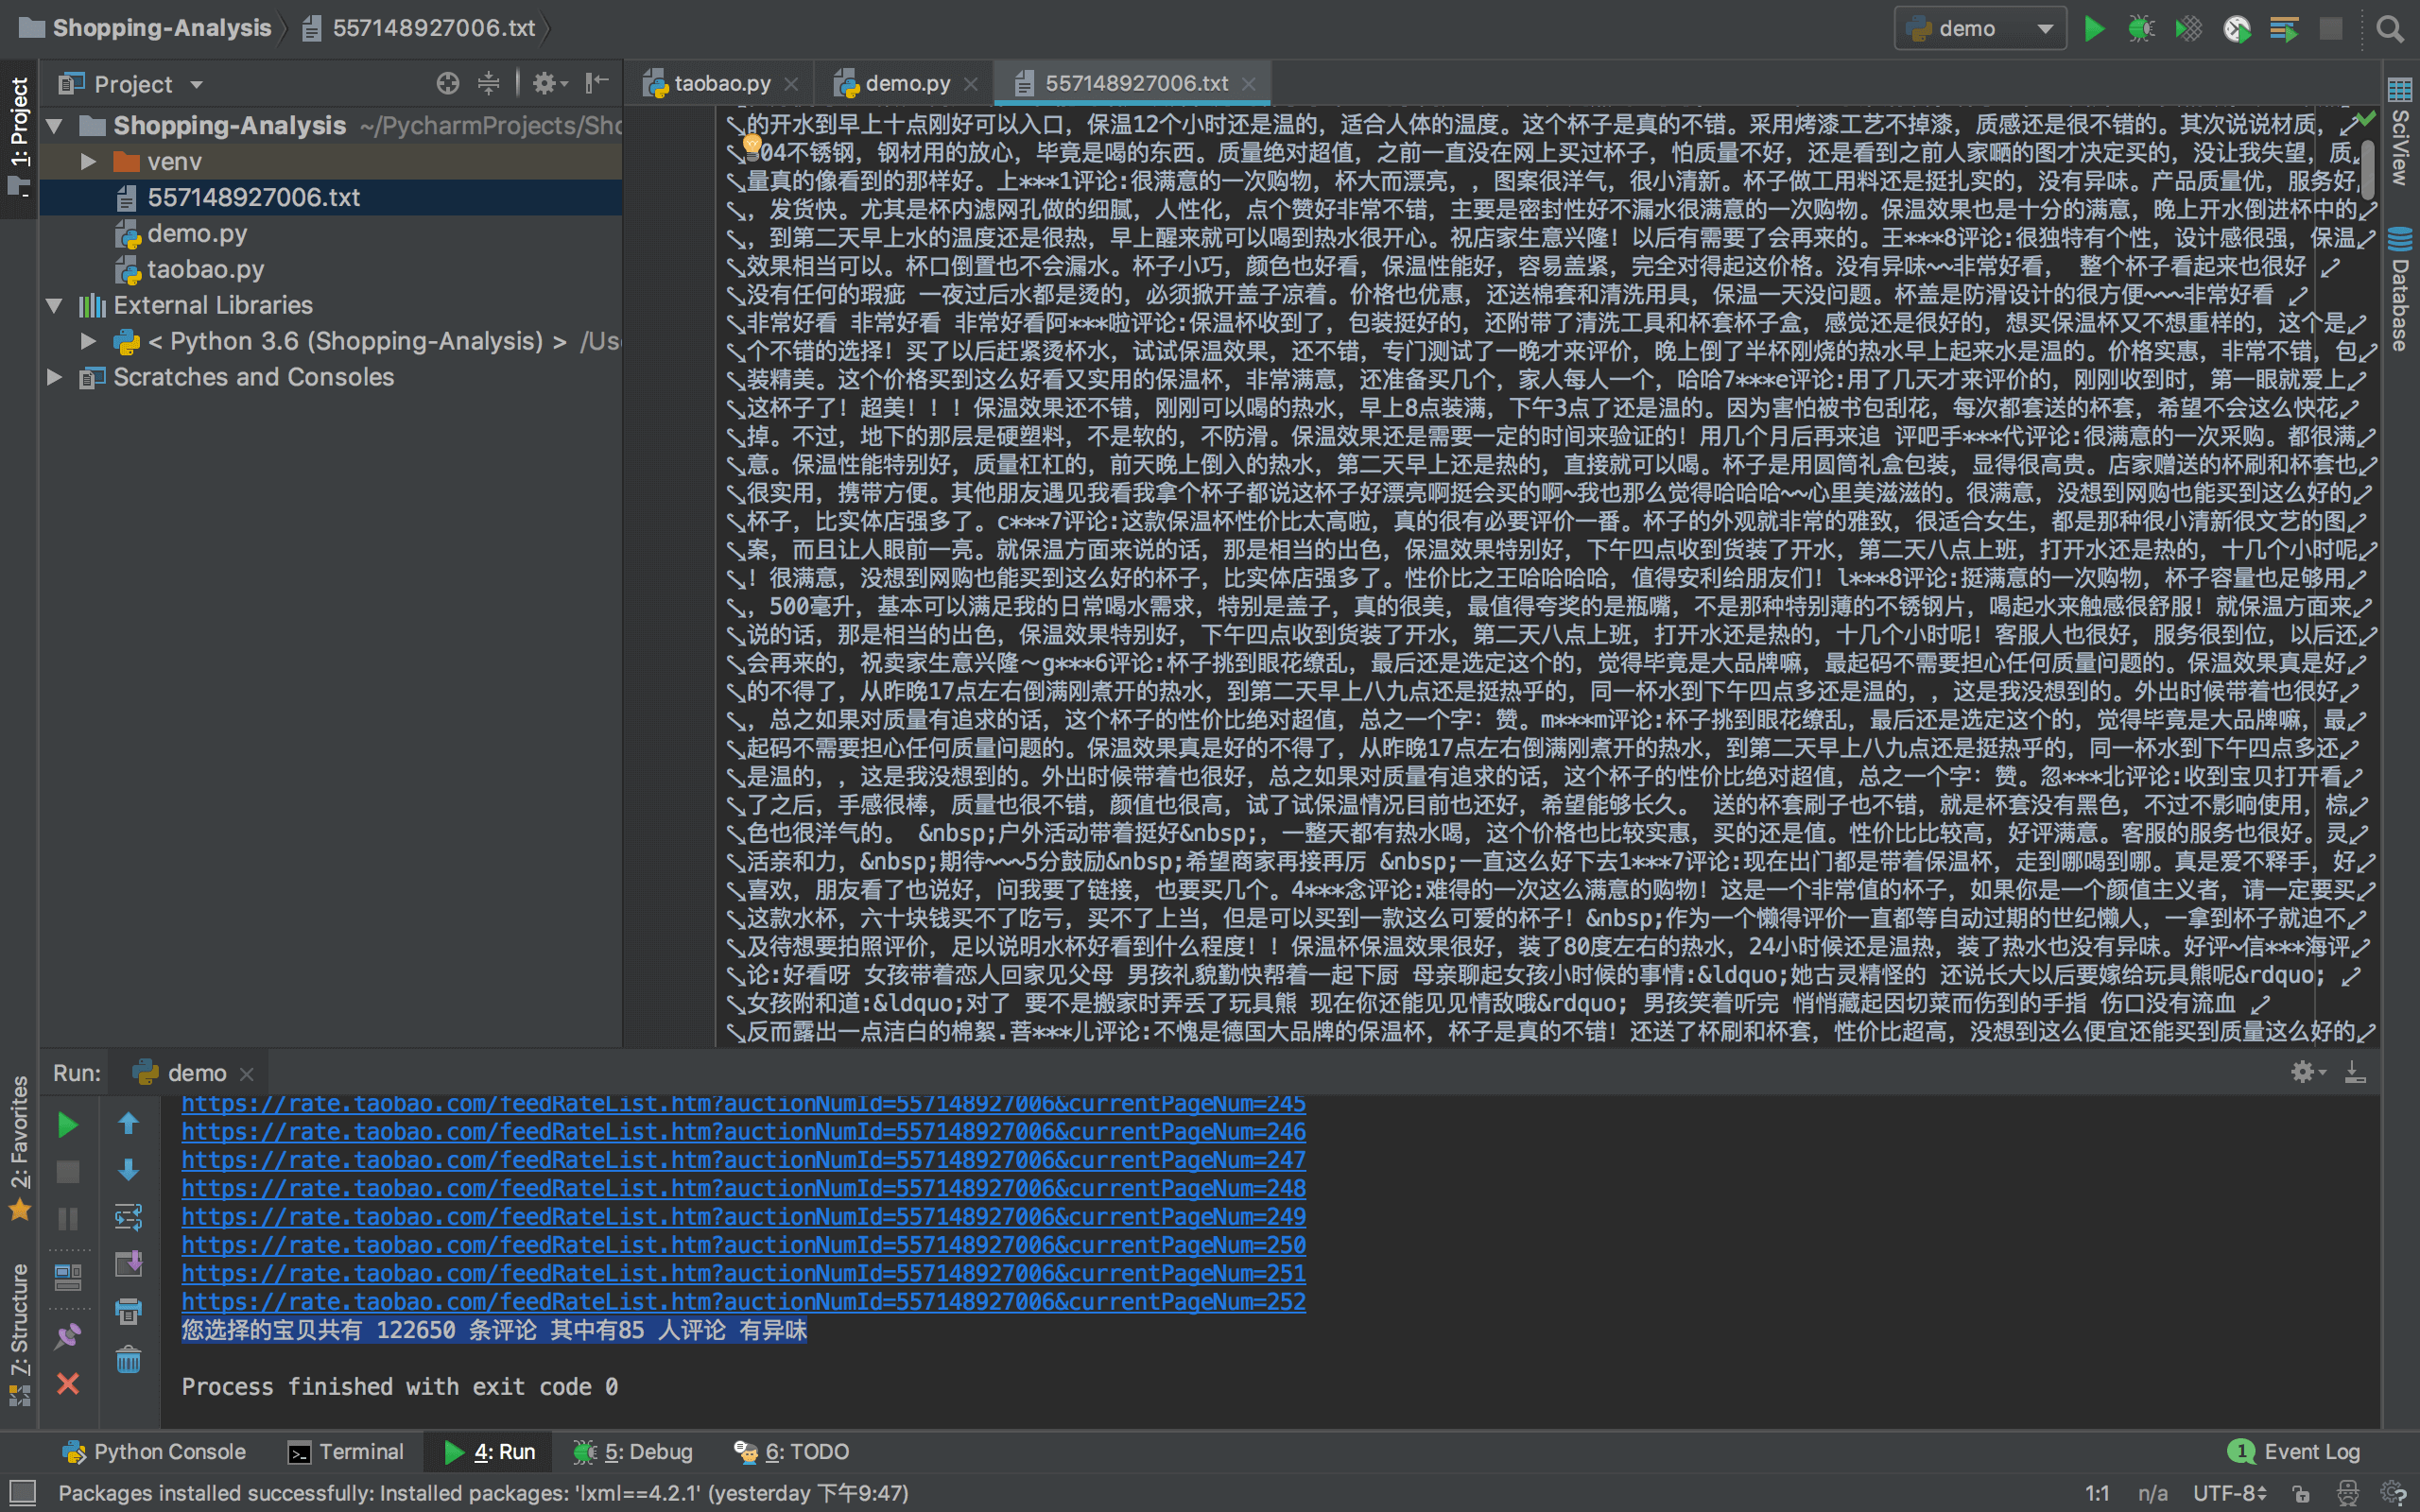 Shopping-Analysis
557148927006.txt
demo
1: Project
Project
taobao.py
demo.py
557148927006.txt
SciView
Database
Shopping-Analysis ~/PycharmProjects/Sho
venv
557148927006.txt
demo.py
taobao.py
External Libraries
< Python 3.6 (Shopping-Analysis) > /Us
Scratches and Consoles
的开水到早上十点刚好可以入口，保温12个小时还是温的，适合人体的温度。这个杯子是真的不错。采用烤漆工艺不掉漆，质感还是很不错的。其次说说材质，
04不锈钢，钢材用的放心，毕竟是喝的东西。质量绝对超值，之前一直没在网上买过杯子，怕质量不好，还是看到之前人家嗮的图才决定买的，没让我失望，质
量真的像看到的那样好。上***1评论:很满意的一次购物，杯大而漂亮，，图案很洋气，很小清新。杯子做工用料还是挺扎实的，没有异味。产品质量优，服务好
，发货快。尤其是杯内滤网孔做的细腻，人性化，点个赞好非常不错，主要是密封性好不漏水很满意的一次购物。保温效果也是十分的满意，晚上开水倒进杯中的
，到第二天早上水的温度还是很热，早上醒来就可以喝到热水很开心。祝店家生意兴隆！以后有需要了会再来的。王***8评论:很独特有个性，设计感很强，保温
效果相当可以。杯口倒置也不会漏水。杯子小巧，颜色也好看，保温性能好，容易盖紧，完全对得起这价格。没有异味~~非常好看， 整个杯子看起来也很好
没有任何的瑕疵 一夜过后水都是烫的，必须掀开盖子凉着。价格也优惠，还送棉套和清洗用具，保温一天没问题。杯盖是防滑设计的很方便~~~非常好看
非常好看 非常好看 非常好看阿***啦评论:保温杯收到了，包装挺好的，还附带了清洗工具和杯套杯子盒，感觉还是很好的，想买保温杯又不想重样的，这个是
个不错的选择！买了以后赶紧烫杯水，试试保温效果，还不错，专门测试了一晚才来评价，晚上倒了半杯刚烧的热水早上起来水是温的。价格实惠，非常不错，包
装精美。这个价格买到这么好看又实用的保温杯，非常满意，还准备买几个，家人每人一个，哈哈7***e评论:用了几天才来评价的，刚刚收到时，第一眼就爱上
这杯子了！超美！！！保温效果还不错，刚刚可以喝的热水，早上8点装满，下午3点了还是温的。因为害怕被书包刮花，每次都套送的杯套，希望不会这么快花
掉。不过，地下的那层是硬塑料，不是软的，不防滑。保温效果还是需要一定的时间来验证的！用几个月后再来追 评吧手***代评论:很满意的一次采购。都很满
意。保温性能特别好，质量杠杠的，前天晚上倒入的热水，第二天早上还是热的，直接就可以喝。杯子是用圆筒礼盒包装，显得很高贵。店家赠送的杯刷和杯套也
很实用，携带方便。其他朋友遇见我看我拿个杯子都说这杯子好漂亮啊挺会买的啊~我也那么觉得哈哈哈~~心里美滋滋的。很满意，没想到网购也能买到这么好的
杯子，比实体店强多了。c***7评论:这款保温杯性价比太高啦，真的很有必要评价一番。杯子的外观就非常的雅致，很适合女生，都是那种很小清新很文艺的图
案，而且让人眼前一亮。就保温方面来说的话，那是相当的出色，保温效果特别好，下午四点收到货装了开水，第二天八点上班，打开水还是热的，十几个小时呢
！很满意，没想到网购也能买到这么好的杯子，比实体店强多了。性价比之王哈哈哈哈，值得安利给朋友们！l***8评论:挺满意的一次购物，杯子容量也足够用
，500毫升，基本可以满足我的日常喝水需求，特别是盖子，真的很美，最值得夸奖的是瓶嘴，不是那种特别薄的不锈钢片，喝起水来触感很舒服！就保温方面来
说的话，那是相当的出色，保温效果特别好，下午四点收到货装了开水，第二天八点上班，打开水还是热的，十几个小时呢！客服人也很好，服务很到位，以后还
会再来的，祝卖家生意兴隆～g***6评论:杯子挑到眼花缭乱，最后还是选定这个的，觉得毕竟是大品牌嘛，最起码不需要担心任何质量问题的。保温效果真是好
的不得了，从昨晚17点左右倒满刚煮开的热水，到第二天早上八九点还是挺热乎的，同一杯水到下午四点多还是温的，，这是我没想到的。外出时候带着也很好
，总之如果对质量有追求的话，这个杯子的性价比绝对超值，总之一个字：赞。m***m评论:杯子挑到眼花缭乱，最后还是选定这个的，觉得毕竟是大品牌嘛，最
起码不需要担心任何质量问题的。保温效果真是好的不得了，从昨晚17点左右倒满刚煮开的热水，到第二天早上八九点还是挺热乎的，同一杯水到下午四点多还
是温的，，这是我没想到的。外出时候带着也很好，总之如果对质量有追求的话，这个杯子的性价比绝对超值，总之一个字：赞。忽***北评论:收到宝贝打开看
了之后，手感很棒，质量也很不错，颜值也很高，试了试保温情况目前也还好，希望能够长久。 送的杯套刷子也不错，就是杯套没有黑色，不过不影响使用，棕
色也很洋气的。 &nbsp;户外活动带着挺好&nbsp;，一整天都有热水喝，这个价格也比较实惠，买的还是值。性价比比较高，好评满意。客服的服务也很好。灵
活亲和力，&nbsp;期待~~~5分鼓励&nbsp;希望商家再接再厉 &nbsp;一直这么好下去1***7评论:现在出门都是带着保温杯，走到哪喝到哪。真是爱不释手，好
喜欢，朋友看了也说好，问我要了链接，也要买几个。4***念评论:难得的一次这么满意的购物！这是一个非常值的杯子，如果你是一个颜值主义者，请一定要买
这款水杯，六十块钱买不了吃亏，买不了上当，但是可以买到一款这么可爱的杯子！&nbsp;作为一个懒得评价一直都等自动过期的世纪懒人，一拿到杯子就迫不
及待想要拍照评价，足以说明水杯好看到什么程度！！保温杯保温效果很好，装了80度左右的热水，24小时候还是温热，装了热水也没有异味。好评~信***海评
论:好看呀 女孩带着恋人回家见父母 男孩礼貌勤快帮着一起下厨 母亲聊起女孩小时候的事情:&ldquo;她古灵精怪的 还说长大以后要嫁给玩具熊呢&rdquo;
女孩附和道:&ldquo;对了 要不是搬家时弄丢了玩具熊 现在你还能见见情敌哦&rdquo; 男孩笑着听完 悄悄藏起因切菜而伤到的手指 伤口没有流血
反而露出一点洁白的棉絮.菩***儿评论:不愧是德国大品牌的保温杯，杯子是真的不错！还送了杯刷和杯套，性价比超高，没想到这么便宜还能买到质量这么好的
Run:
demo
2: Favorites
7: Structure
https://rate.taobao.com/feedRateList.htm?auctionNumId=557148927006&currentPageNum=245
https://rate.taobao.com/feedRateList.htm?auctionNumId=557148927006&currentPageNum=246
https://rate.taobao.com/feedRateList.htm?auctionNumId=557148927006&currentPageNum=247
https://rate.taobao.com/feedRateList.htm?auctionNumId=557148927006&currentPageNum=248
https://rate.taobao.com/feedRateList.htm?auctionNumId=557148927006&currentPageNum=249
https://rate.taobao.com/feedRateList.htm?auctionNumId=557148927006&currentPageNum=250
https://rate.taobao.com/feedRateList.htm?auctionNumId=557148927006&currentPageNum=251
https://rate.taobao.com/feedRateList.htm?auctionNumId=557148927006&currentPageNum=252
您选择的宝贝共有 122650 条评论 其中有85 人评论 有异味
Process finished with exit code 0
Python Console
Terminal
4: Run
5: Debug
6: TODO
1 Event Log
Packages installed successfully: Installed packages: 'lxml==4.2.1' (yesterday 下午9:47)
1:1
n/a
UTF-8